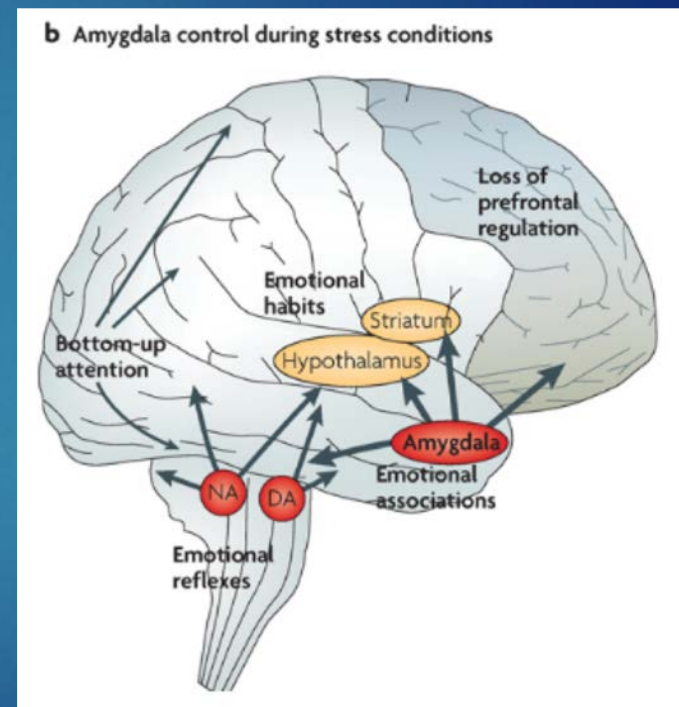 b Amygdala control during stress conditions
Loss of
prefrontal
regulation
Emotional
habits
Striatum
Bottom-up
attention
Hypothalamus
Amygdala
Emotional
associations
NA
DA
Emotional
reflexes